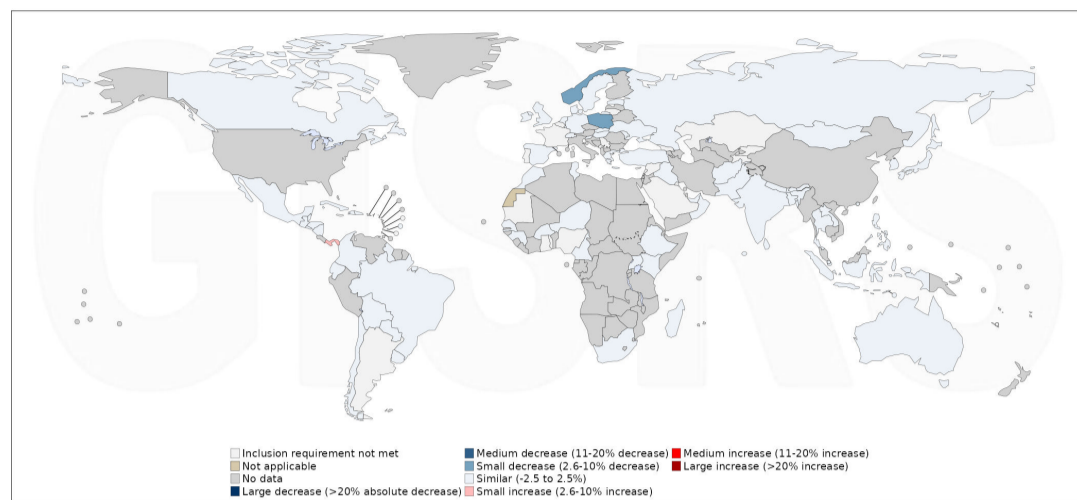 GISRS
Inclusion requirement not met
Not applicable
No data
Large decrease (>20% absolute decrease)
Medium decrease (11-20% decrease)
Small decrease (2.6-10% decrease)
Similar (-2.5 to 2.5%)
Small increase (2.6-10% increase)
Medium increase (11-20% increase)
Large increase (>20% increase)